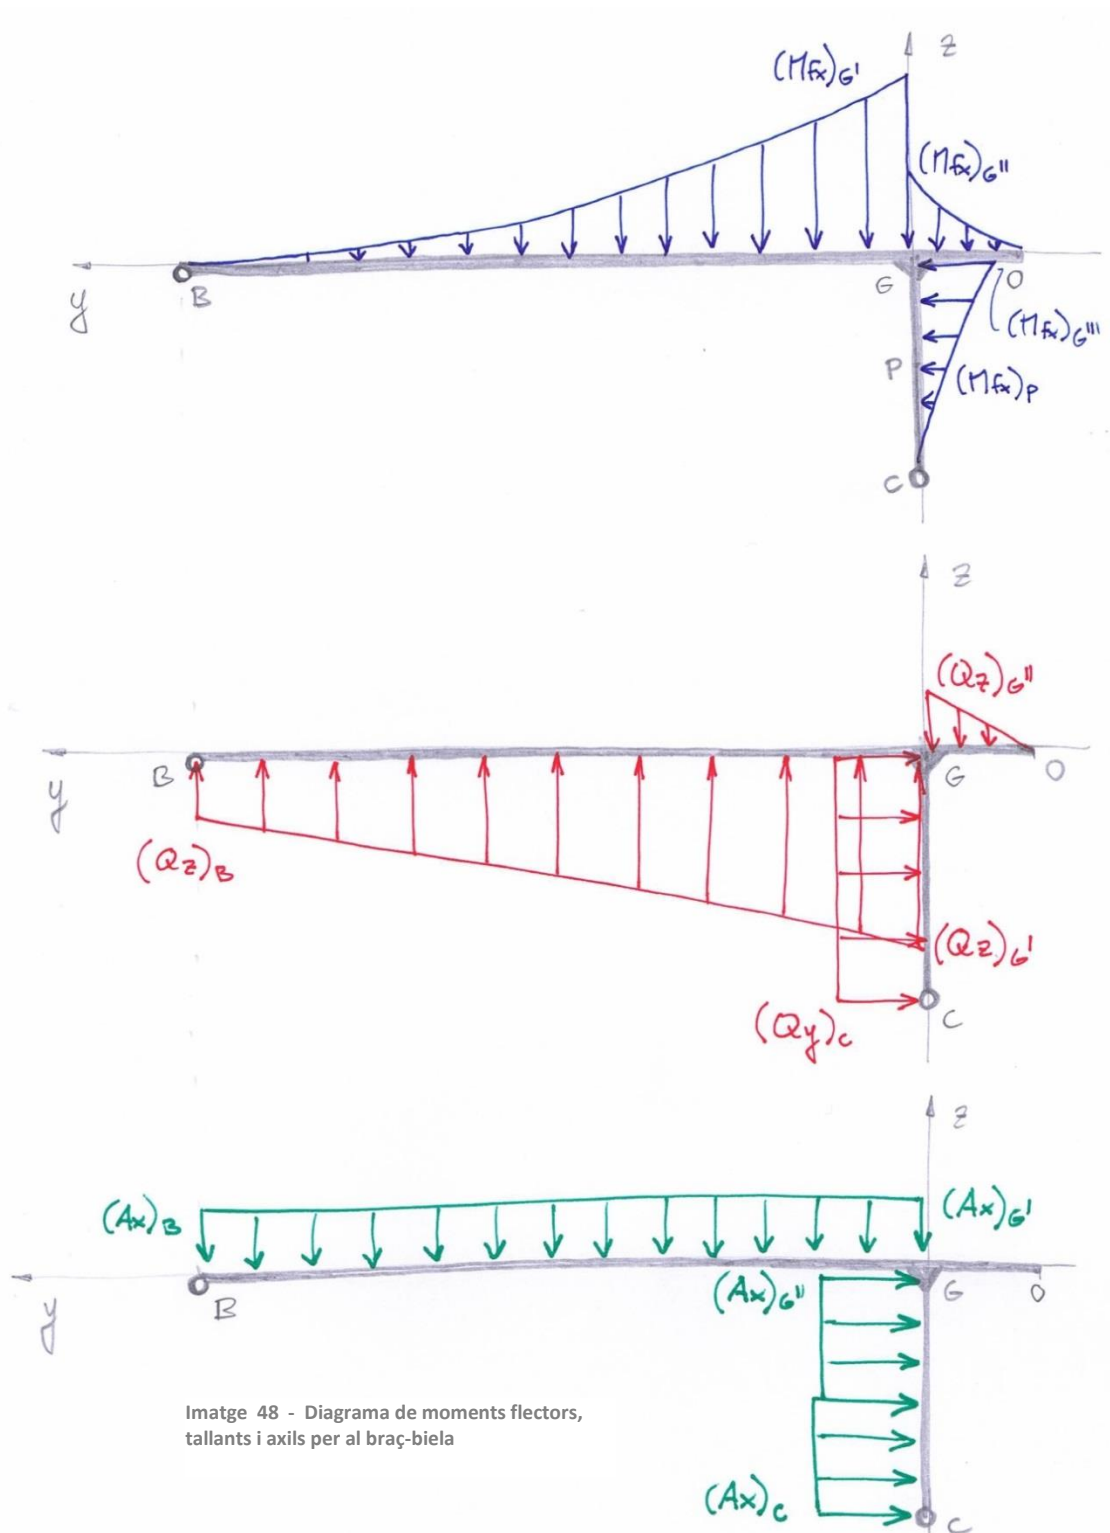 z
(Mfx)G'
(Mfx)G''
y
B
G
O
(Mfx)G'''
P
(Mfx)P
C
z
(Qz)G''
y
B
G
O
(Qz)B
(Qz)G'
(Qy)c
C
z
(Ax)B
(Ax)G'
y
B
(Ax)G''
G
O
Imatge 48 - Diagrama de moments flectors,
tallants i axils per al braç-biela
(Ax)c
C